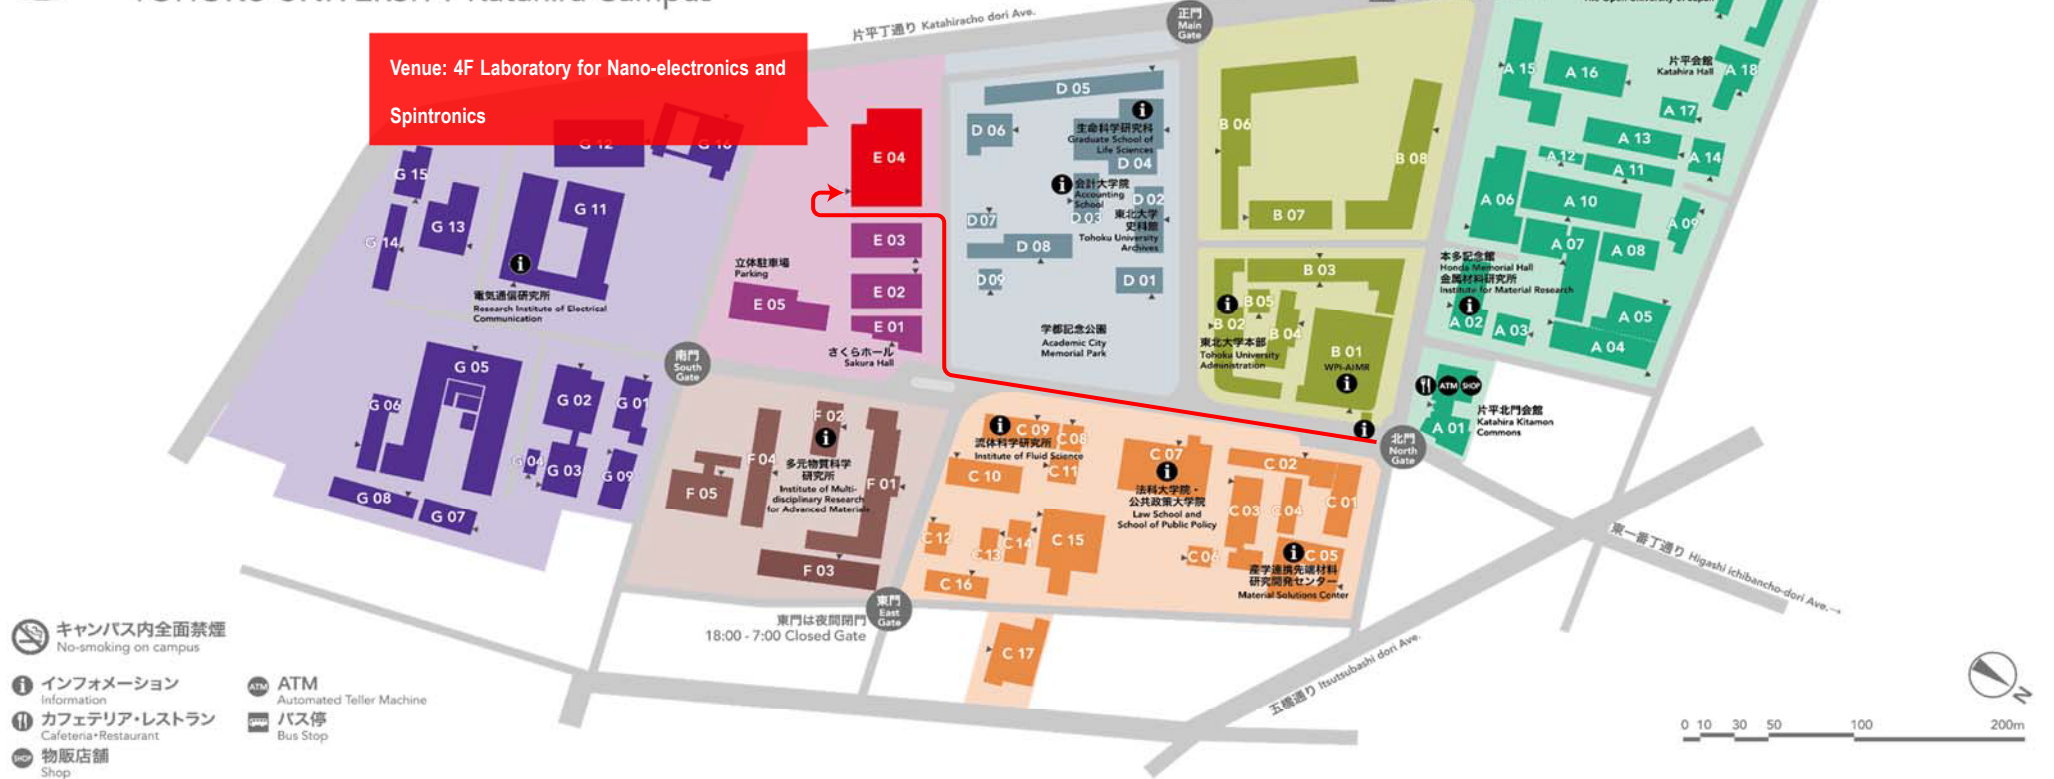 TOHOKU UNIVERSITY Katahira Campus
片平丁通り Katahiracho dori Ave.
正門
Main
Gate
Venue: 4F Laboratory for Nano-electronics and
Spintronics
片平会館
Katahira Hall
A 15
A 16
A 18
A 17
A 13
A 12
A 11
A 14
A 06
A 10
A 09
A 07
A 08
本多記念館
Honda Memorial Hall
金属材料研究所
Institute for Material Research
A 02
A 03
A 05
A 04
A 01
ATM
SHOP
片平北門会館
Katahira Kitamon
Commons
B 06
B 08
B 07
B 03
B 05
B 02
B 04
東北大学本部
Tohoku University
Administration
B 01
WPI-AIMR
北門
North
Gate
D 05
D 06
生命科学研究科
Graduate School of
Life Sciences
D 04
会計大学院
Accounting
School
D 02
D 03
東北大学
史料館
Tohoku University
Archives
D 07
D 08
D 09
D 01
学都記念公園
Academic City
Memorial Park
E 04
E 03
E 02
E 01
立体駐車場
Parking
E 05
さくらホール
Sakura Hall
G 12
G 16
G 15
G 13
G 14
G 11
電気通信研究所
Research Institute of Electrical
Communication
南門
South
Gate
G 05
G 06
G 02
G 01
G 04
G 03
G 09
G 08
G 07
F 02
F 04
F 05
多元物質科学
研究所
Institute of Multi-
disciplinary Research
for Advanced Materials
F 01
F 03
C 09
C 08
流体科学研究所
Institute of Fluid Science
C 10
C 11
C 07
法科大学院・
公共政策大学院
Law School and
School of Public Policy
C 02
C 01
C 03
C 04
C 12
C 13
C 14
C 15
C 16
C 06
C 05
産学連携先端材料
研究開発センター
Material Solutions Center
C 17
東門
East
Gate
東門は夜間閉門
18:00 - 7:00 Closed Gate
東一番丁通り Higashi ichibancho-dori Ave.→
五橋通り Itsutsubashi dori Ave.
キャンパス内全面禁煙
No-smoking on campus
インフォメーション
Information
カフェテリア・レストラン
Cafeteria・Restaurant
SHOP 物販店舗
Shop
ATM ATM
Automated Teller Machine
バス停
Bus Stop
N
0 10 30 50 100 200m